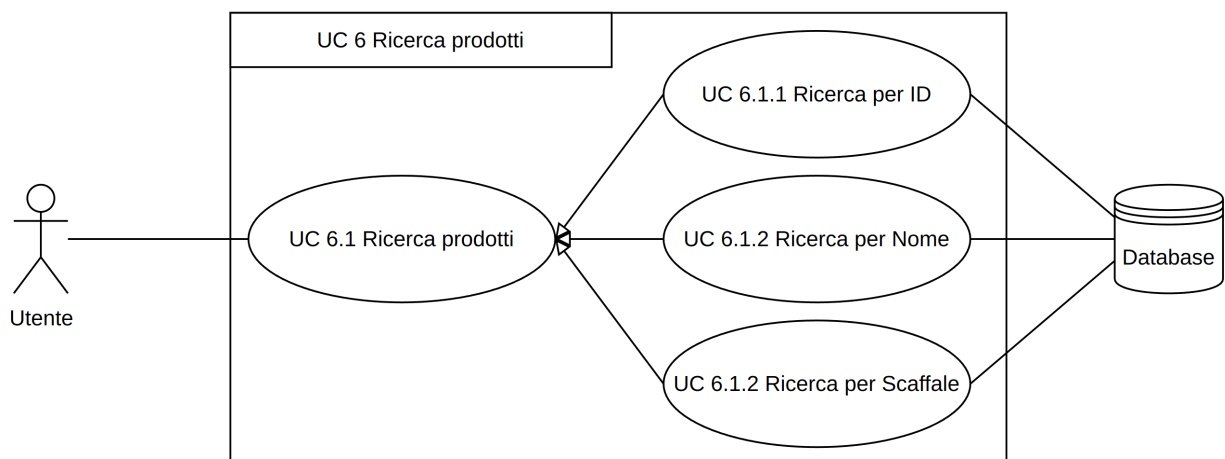 UC 6 Ricerca prodotti
UC 6.1.1 Ricerca per ID
UC 6.1 Ricerca prodotti
UC 6.1.2 Ricerca per Nome
Database
Utente
UC 6.1.2 Ricerca per Scaffale